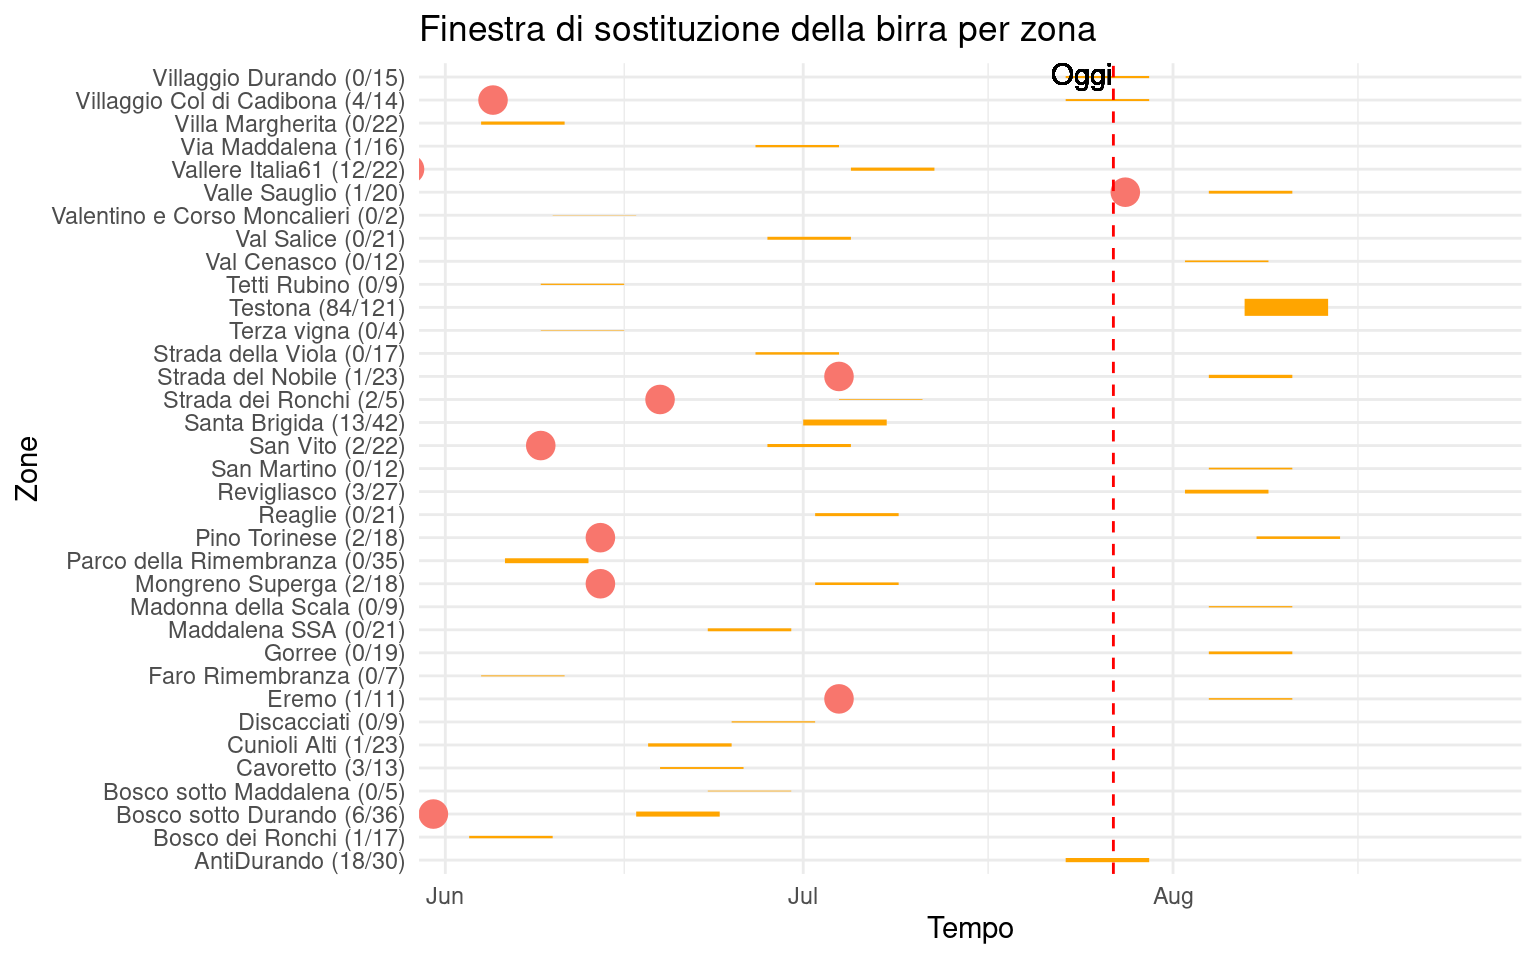 Finestra di sostituzione della birra per zona
Oggi
Villaggio Durando (0/15)
Villaggio Col di Cadibona (4/14)
Villa Margherita (0/22)
Via Maddalena (1/16)
Vallere Italia61 (12/22)
Valle Sauglio (1/20)
Valentino e Corso Moncalieri (0/2)
Val Salice (0/21)
Val Cenasco (0/12)
Tetti Rubino (0/9)
Testona (84/121)
Terza vigna (0/4)
Strada della Viola (0/17)
Strada del Nobile (1/23)
Strada dei Ronchi (2/5)
Santa Brigida (13/42)
San Vito (2/22)
San Martino (0/12)
Revigliasco (3/27)
Reaglie (0/21)
Pino Torinese (2/18)
Parco della Rimembranza (0/35)
Mongreno Superga (2/18)
Madonna della Scala (0/9)
Maddalena SSA (0/21)
Gorree (0/19)
Faro Rimembranza (0/7)
Eremo (1/11)
Discacciati (0/9)
Cunioli Alti (1/23)
Cavoretto (3/13)
Bosco sotto Maddalena (0/5)
Bosco sotto Durando (6/36)
Bosco dei Ronchi (1/17)
AntiDurando (18/30)
Zone
Jun Jul Aug
Tempo